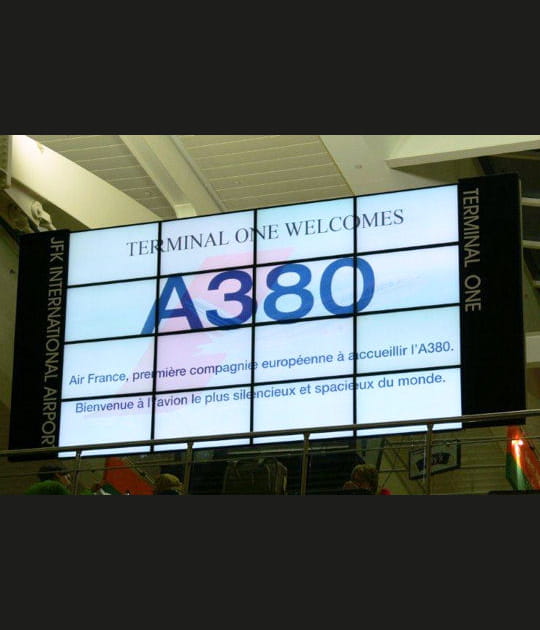 JFK INTERNATIONAL AIRPORT
TERMINAL ONE WELCOMES
A380
Air France, première compagnie européenne à accueillir l'A380.
Bienvenue à l'avion le plus silencieux et spacieux du monde.
TERMINAL ONE